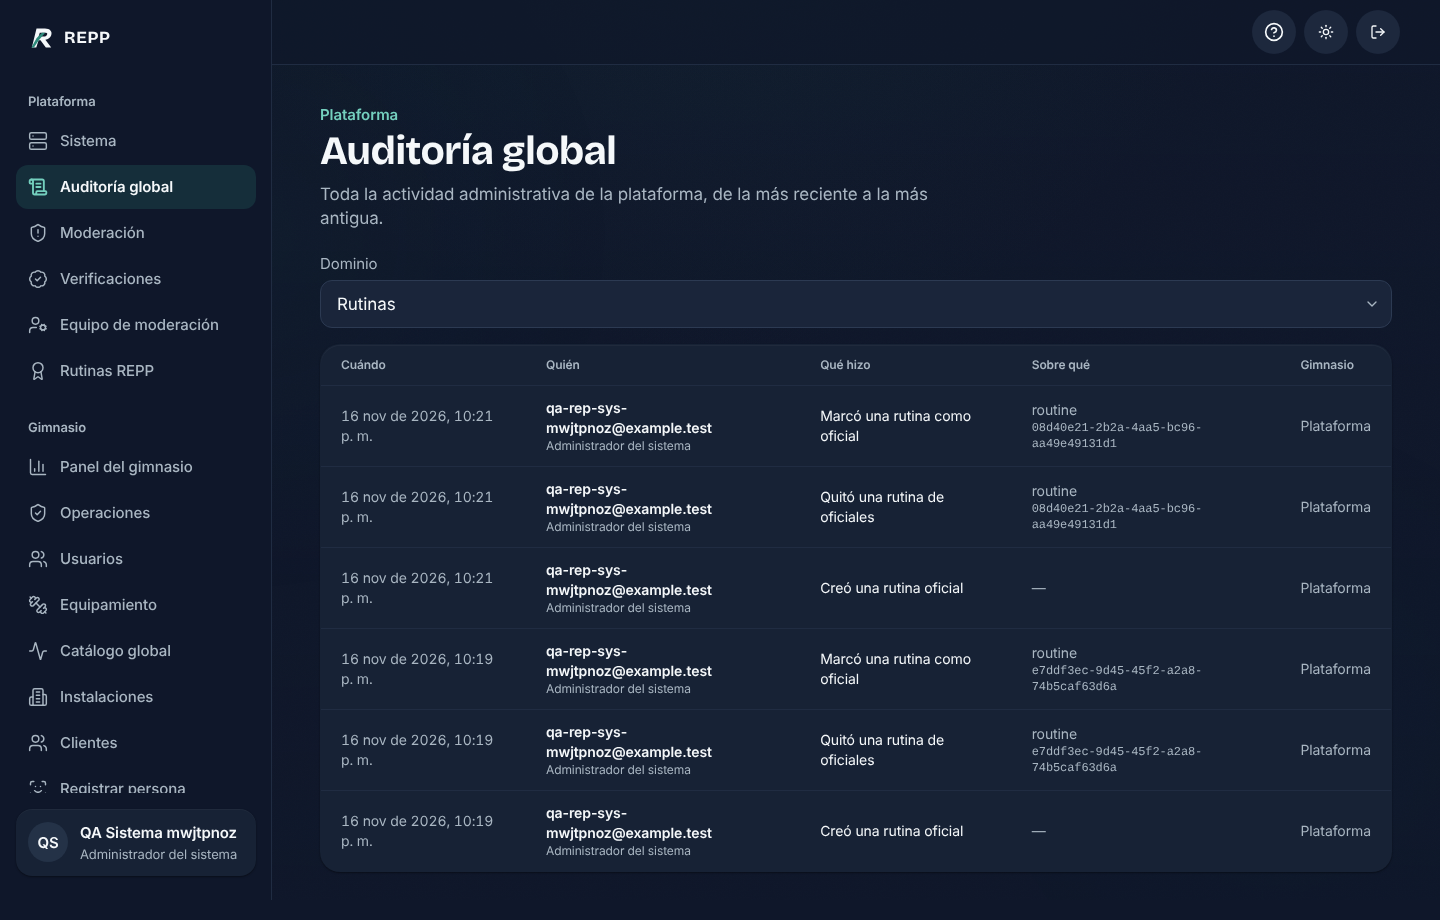 REPP
Plataforma
Sistema
Auditoría global
Moderación
Verificaciones
Equipo de moderación
Rutinas REPP
Gimnasio
Panel del gimnasio
Operaciones
Usuarios
Equipamiento
Catálogo global
Instalaciones
Clientes
Registrar persona
QS
QA Sistema mwjtpnoz
Administrador del sistema
Plataforma
Auditoría global
Toda la actividad administrativa de la plataforma, de la más reciente a la más
antigua.
Dominio
Rutinas
Cuándo Quién Qué hizo Sobre qué Gimnasio
16 nov de 2026, 10:21
p. m.
qa-rep-sys-
mwjtpnoz@example.test
Administrador del sistema
Marcó una rutina como
oficial
routine
08d40e21-2b2a-4aa5-bc96-
aa49e49131d1
Plataforma
16 nov de 2026, 10:21
p. m.
qa-rep-sys-
mwjtpnoz@example.test
Administrador del sistema
Quitó una rutina de
oficiales
routine
08d40e21-2b2a-4aa5-bc96-
aa49e49131d1
Plataforma
16 nov de 2026, 10:21
p. m.
qa-rep-sys-
mwjtpnoz@example.test
Administrador del sistema
Creó una rutina oficial
—
Plataforma
16 nov de 2026, 10:19
p. m.
qa-rep-sys-
mwjtpnoz@example.test
Administrador del sistema
Marcó una rutina como
oficial
routine
e7ddf3ec-9d45-45f2-a2a8-
74b5caf63d6a
Plataforma
16 nov de 2026, 10:19
p. m.
qa-rep-sys-
mwjtpnoz@example.test
Administrador del sistema
Quitó una rutina de
oficiales
routine
e7ddf3ec-9d45-45f2-a2a8-
74b5caf63d6a
Plataforma
16 nov de 2026, 10:19
p. m.
qa-rep-sys-
mwjtpnoz@example.test
Administrador del sistema
Creó una rutina oficial
—
Plataforma